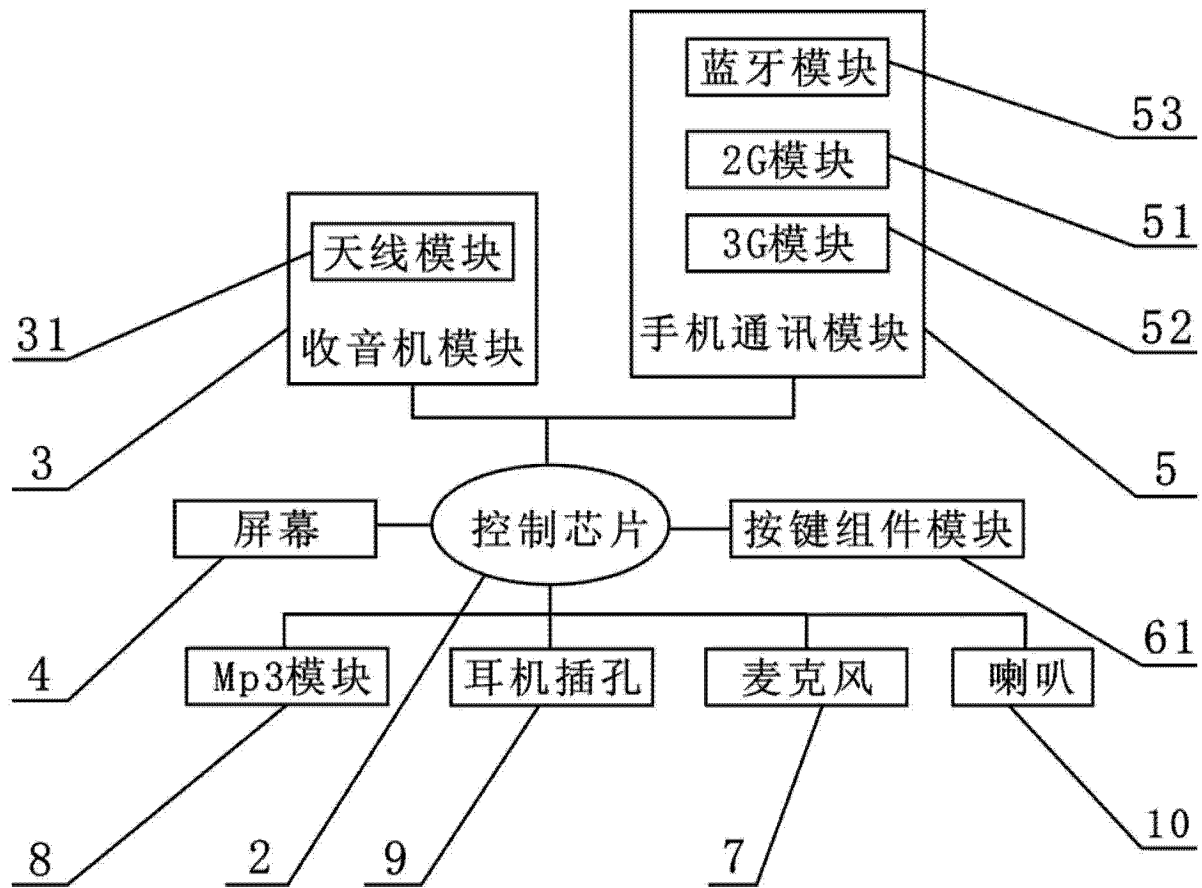 蓝牙模块
53
2G模块
51
天线模块
3G模块
31
收音机模块
手机通讯模块
52
3
5
屏幕
控制芯片
按键组件模块
4
Mp3模块
耳机插孔
麦克风
喇叭
61
8
2
9
7
10